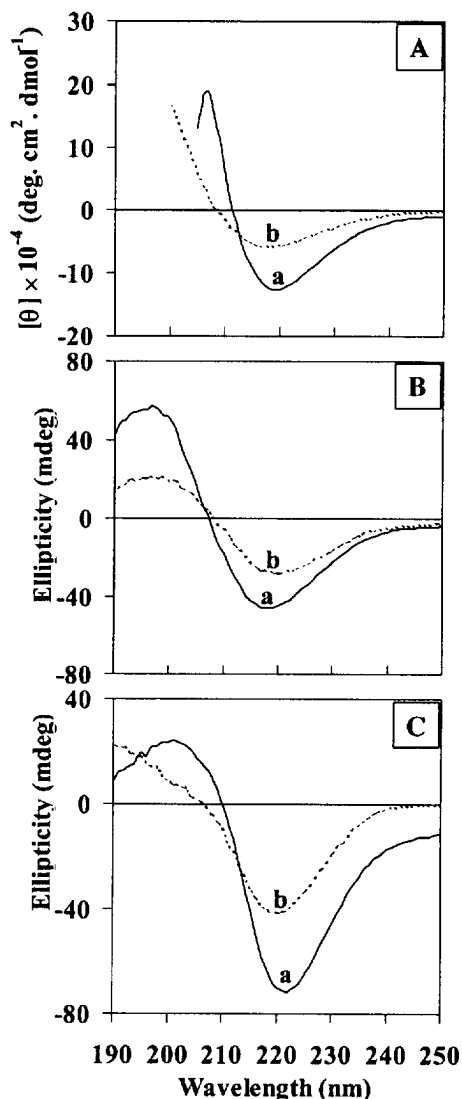 30
A
20
10
0
b
a
-10
20
[θ] × 10⁻⁴ (deg. cm². dmol⁻¹)
80
B
40
0
b
a
-40
-80
Ellipticity (mdeg)
40
C
0
b
-40
a
-80
Ellipticity (mdeg)
190 200 210 220 230 240 250
Wavelength (nm)